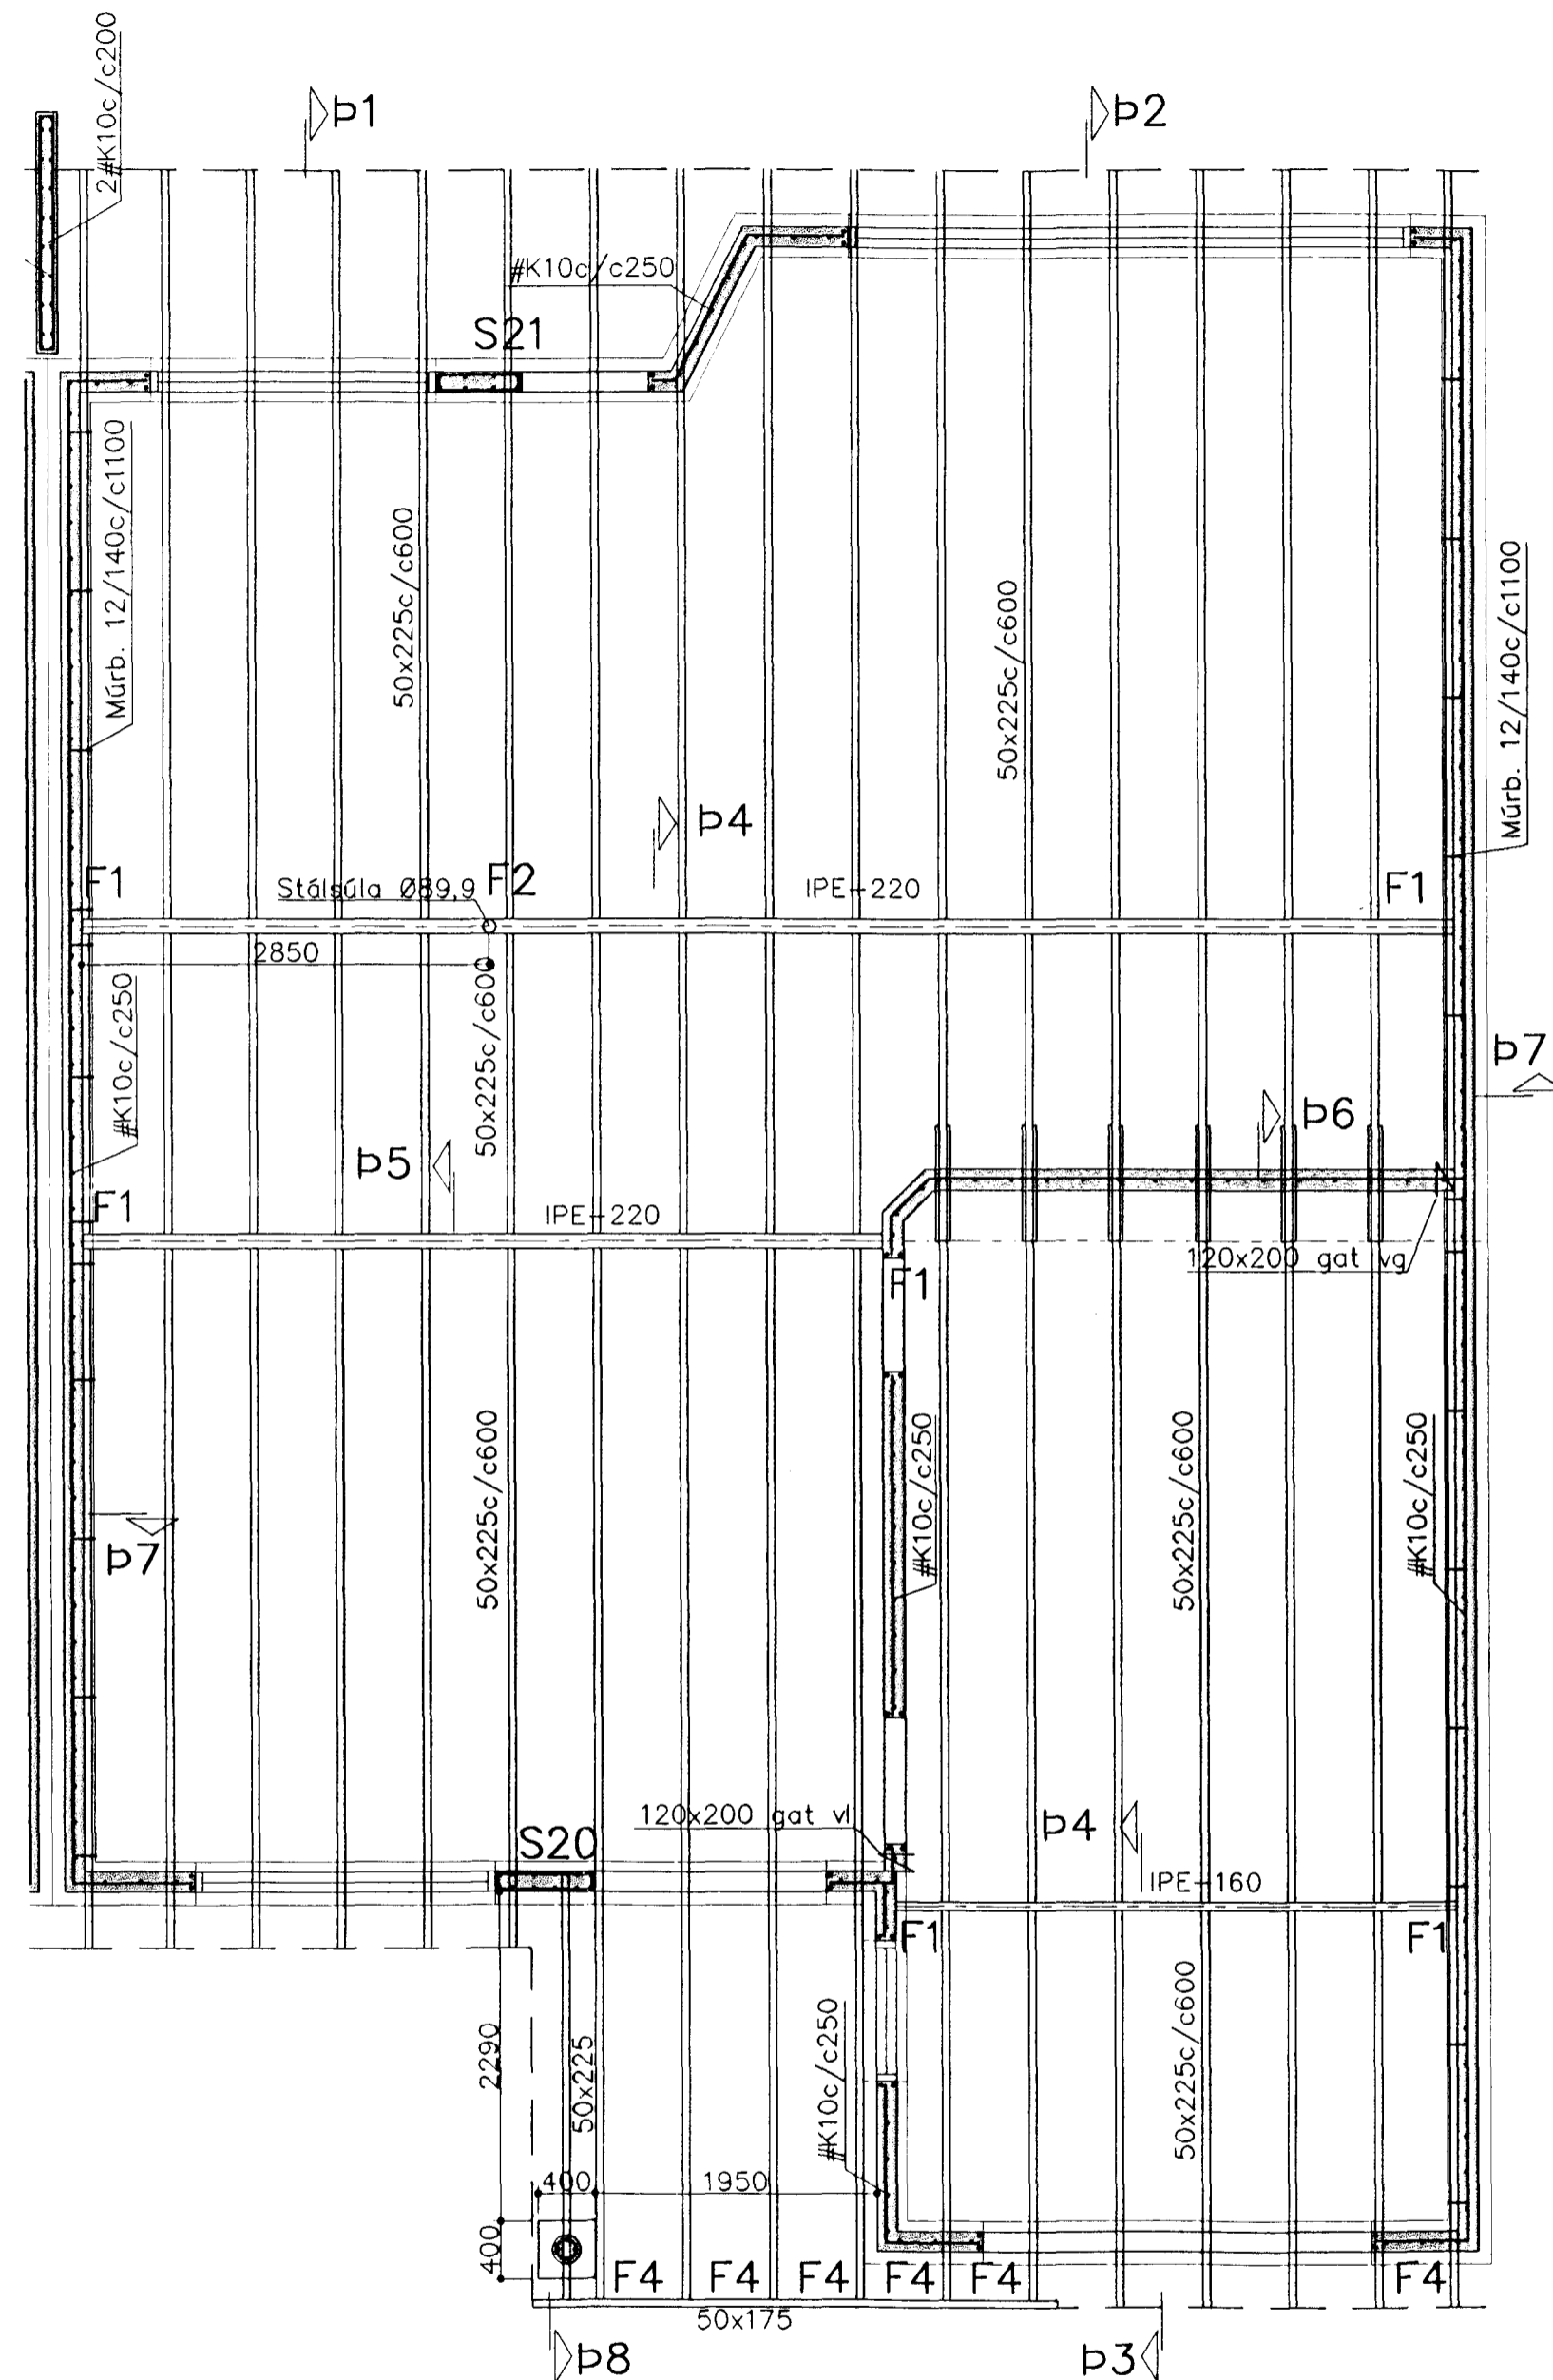 2#K10c/c200
Þ1
Þ2
#K10c/c250
S21
Múrb. 12/140c/c1100
50x225c/c600
50x225c/c600
Múrb. 12/140c/c1100
Þ4
F1
Stálsúla Ø89,9
F2
IPE-220
F1
2850
50x225c/c600
#K10c/c250
Þ7
Þ6
Þ5
F1
IPE-220
120x200 gat vg
F1
50x225c/c600
#K10c/c250
50x225c/c600
#K10c/c250
Þ7
120x200 gat vl
Þ4
S20
IPE-160
F1
F1
2290
50x225
#K10c/c250
50x225c/c600
400
1950
400
F4
F4
F4
F4
F4
F4
50x175
Þ8
Þ3